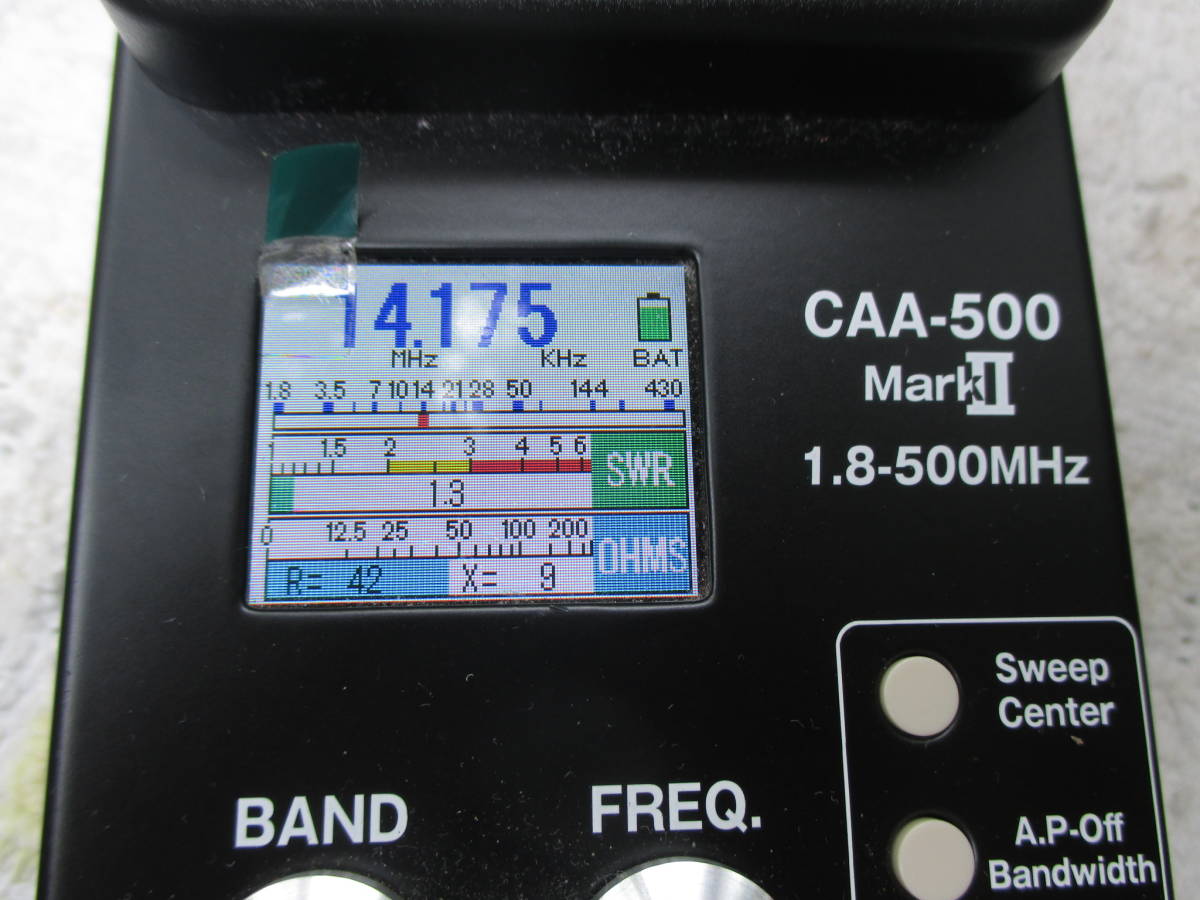 14.175
MHz KHz BAT
1.8 3.5 7 10 14 21 28 50 144 430
1 1.5 2 3 4 5 6
SWR
1.3
0 12.5 25 50 100 200
OHMS
R= 42 X= 9
CAA-500
MarkII
1.8-500MHz
Sweep
Center
BAND
FREQ.
A.P-Off
Bandwidth